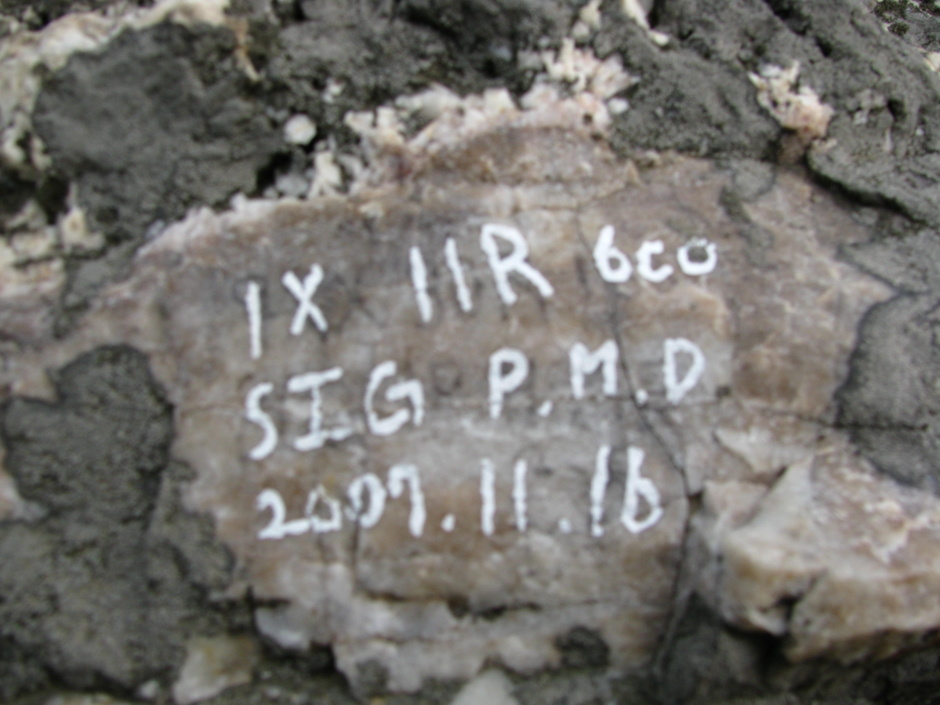 IX IIR 6co
SIG P.M.D
2007.11.16